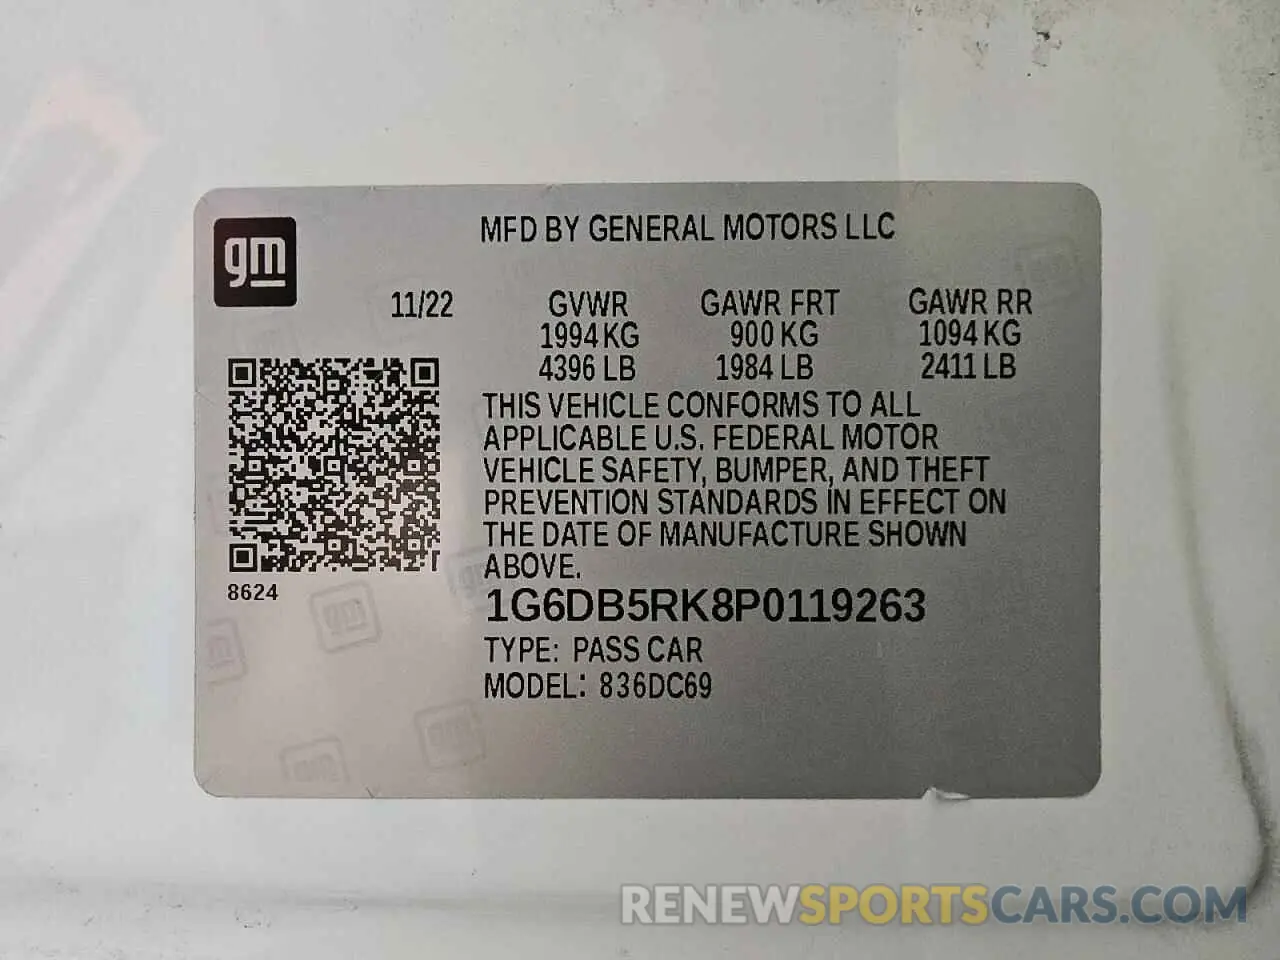 gm
MFD BY GENERAL MOTORS LLC
11/22 GVWR GAWR FRT GAWR RR
1994 KG 900 KG 1094 KG
4396 LB 1984 LB 2411 LB
THIS VEHICLE CONFORMS TO ALL
APPLICABLE U.S. FEDERAL MOTOR
VEHICLE SAFETY, BUMPER, AND THEFT
PREVENTION STANDARDS IN EFFECT ON
THE DATE OF MANUFACTURE SHOWN
ABOVE.
8624
1G6DB5RK8P0119263
TYPE: PASS CAR
MODEL: 836DC69
RENEWSPORTSCARS.COM